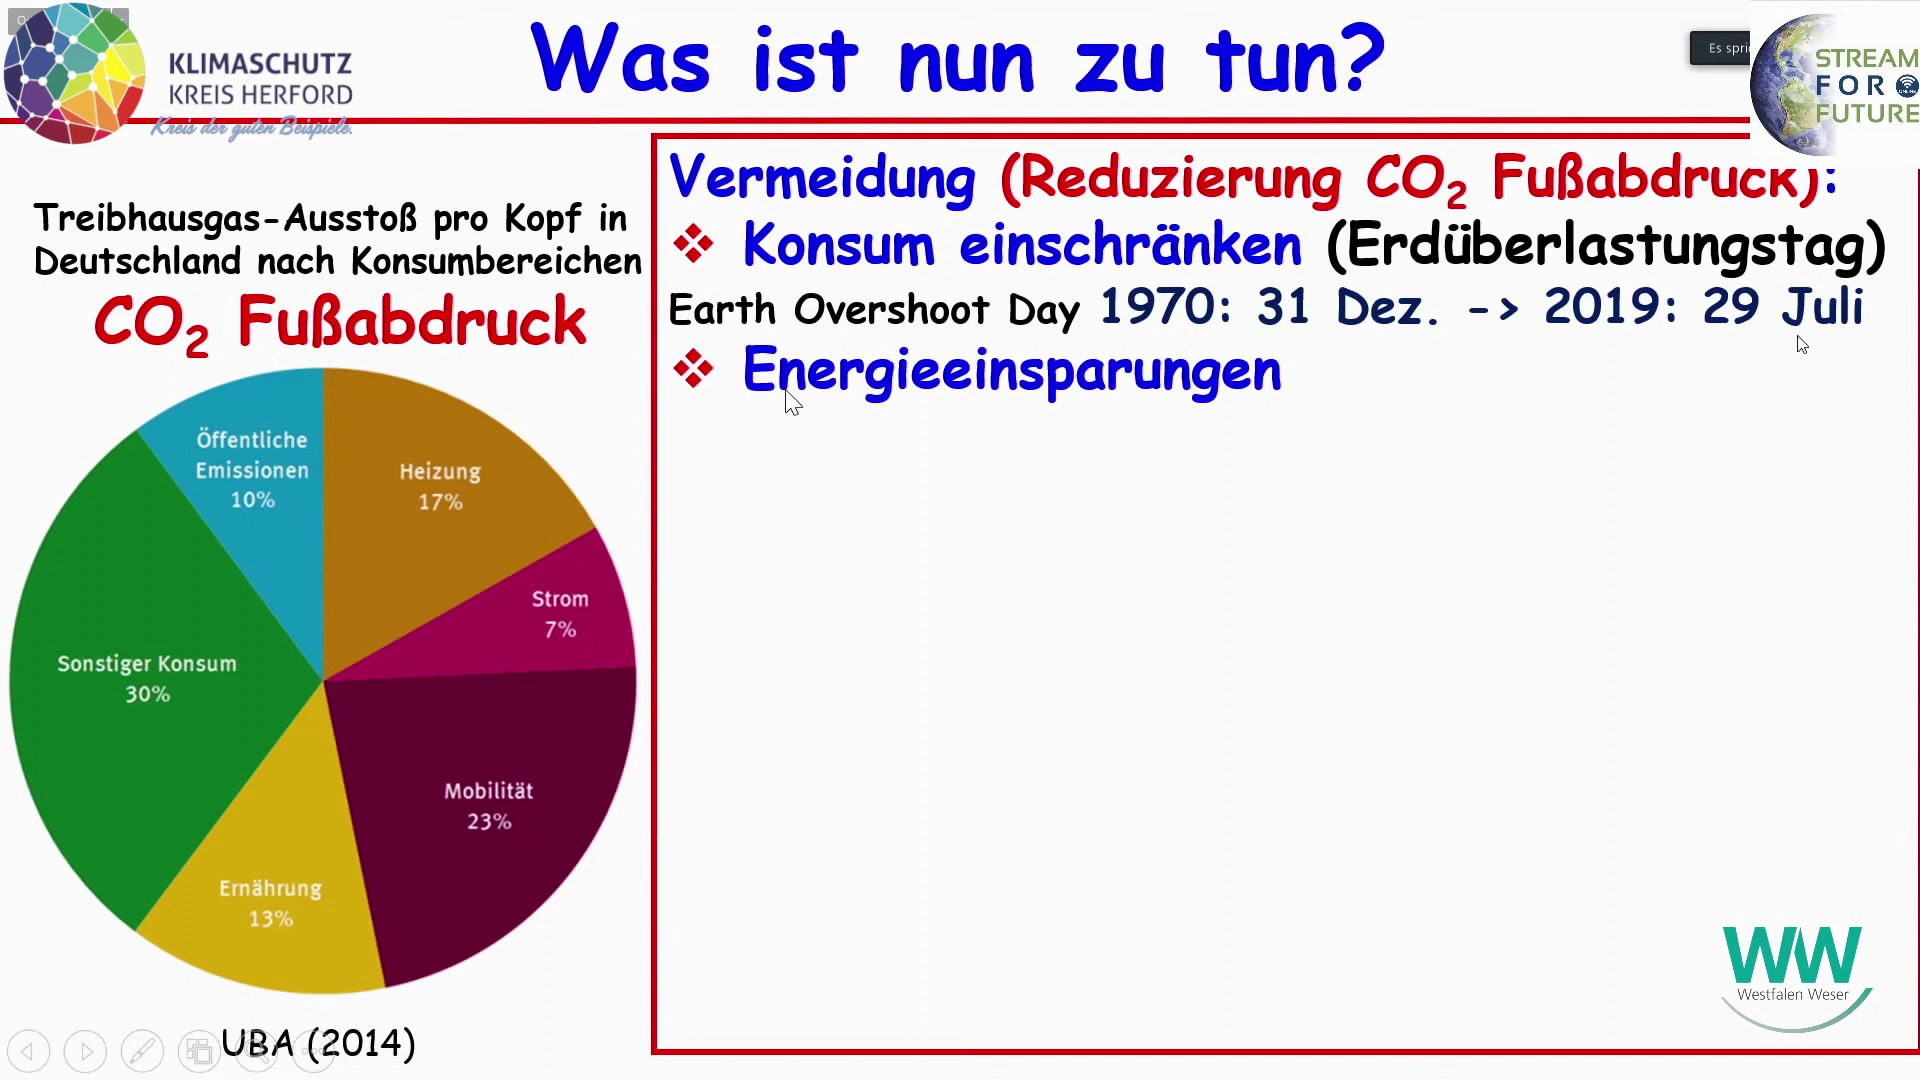 Was ist nun zu tun?
KLIMASCHUTZ
KREIS HERFORD
Kreis der guten Beispiele.
STREAM
FOR
FUTURE
Treibhausgas-Ausstoß pro Kopf in
Deutschland nach Konsumbereichen
CO₂ Fußabdruck
Öffentliche
Emissionen
10%
Heizung
17%
Strom
7%
Sonstiger Konsum
30%
Mobilität
23%
Ernährung
13%
UBA (2014)
Vermeidung (Reduzierung CO₂ Fußabdruck):
❖ Konsum einschränken (Erdüberlastungstag)
Earth Overshoot Day 1970: 31 Dez. -> 2019: 29 Juli
❖ Energieeinsparungen
WW
Westfalen Weser